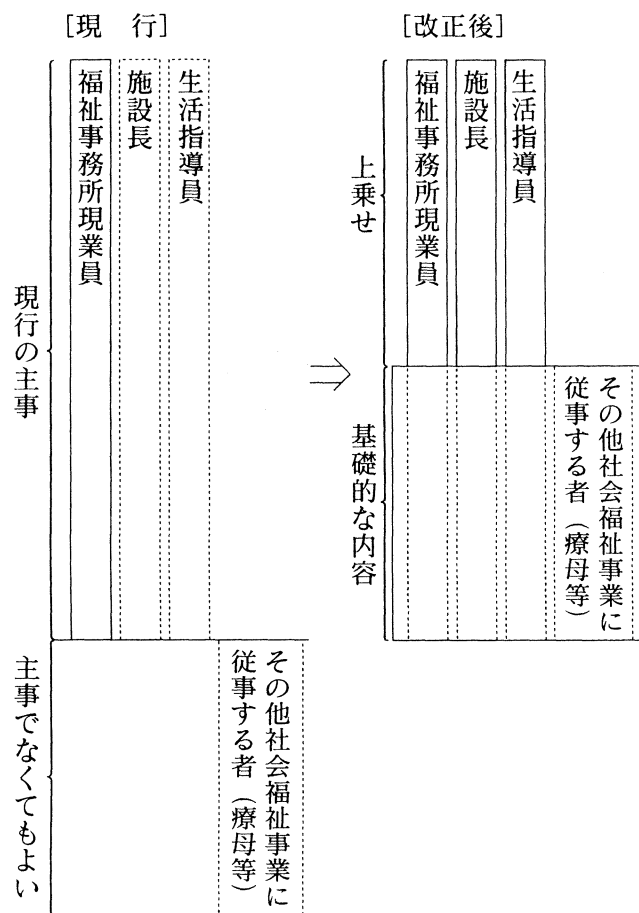 [現　行]
福祉事務所現業員
施設長
生活指導員
現行の主事
主事でなくてもよい
その他社会福祉事業に
従事する者（療母等）
⇒
[改正後]
福祉事務所現業員
施設長
生活指導員
上乗せ
基礎的な内容
その他社会福祉事業に
従事する者（療母等）